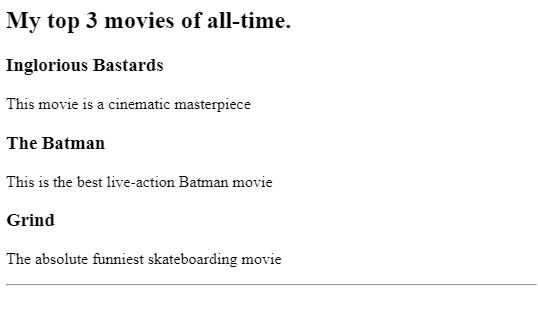 My top 3 movies of all-time.
Inglorious Bastards
This movie is a cinematic masterpiece
The Batman
This is the best live-action Batman movie
Grind
The absolute funniest skateboarding movie